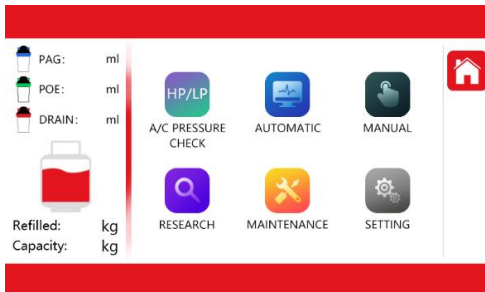 PAG: ml
POE: ml
DRAIN: ml
Refilled: kg
Capacity: kg
HP/LP
A/C PRESSURE
CHECK
AUTOMATIC
MANUAL
RESEARCH
MAINTENANCE
SETTING